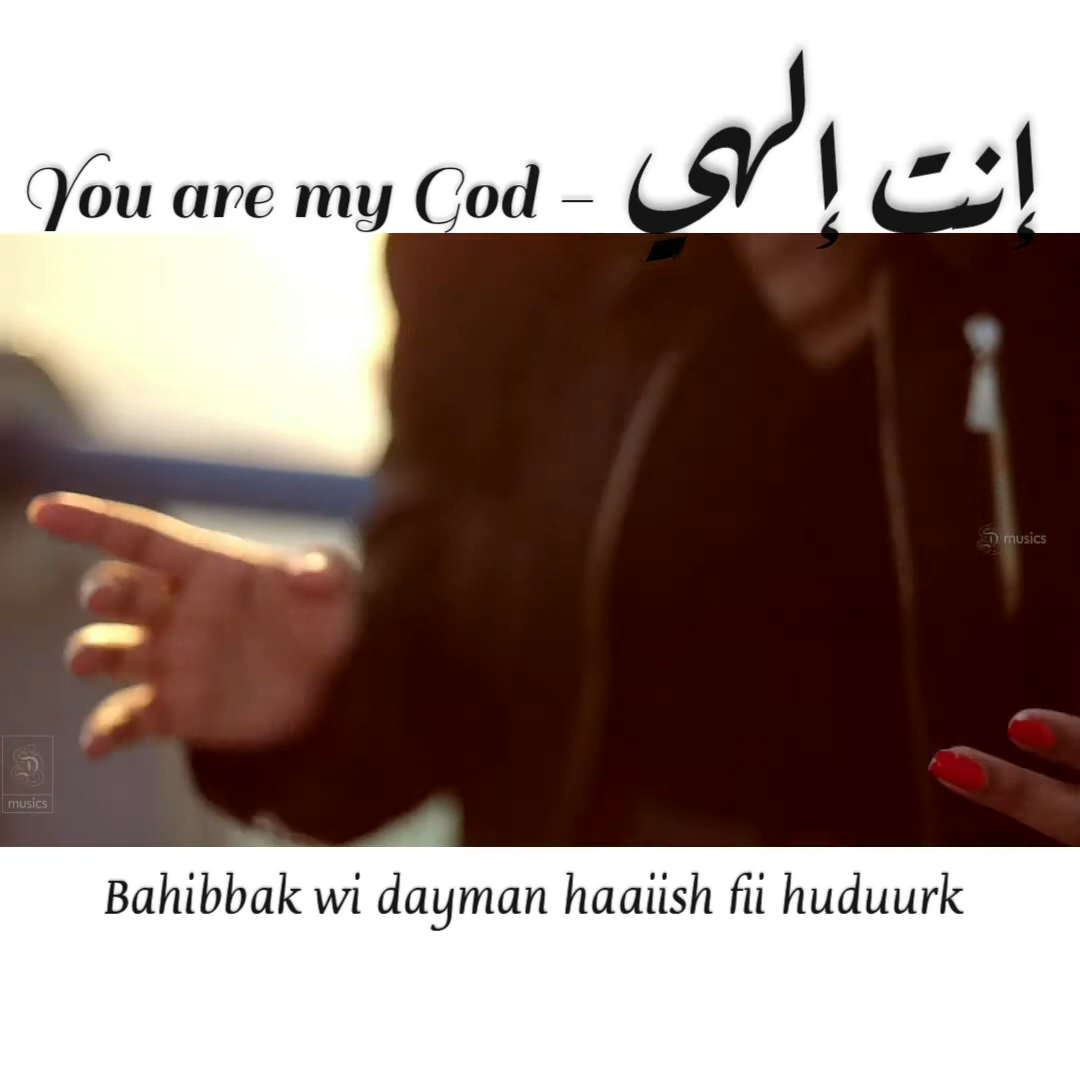 You are my God – إنت إلهي
musics
musics
Bahibbak wi dayman haaiish fii huduurk